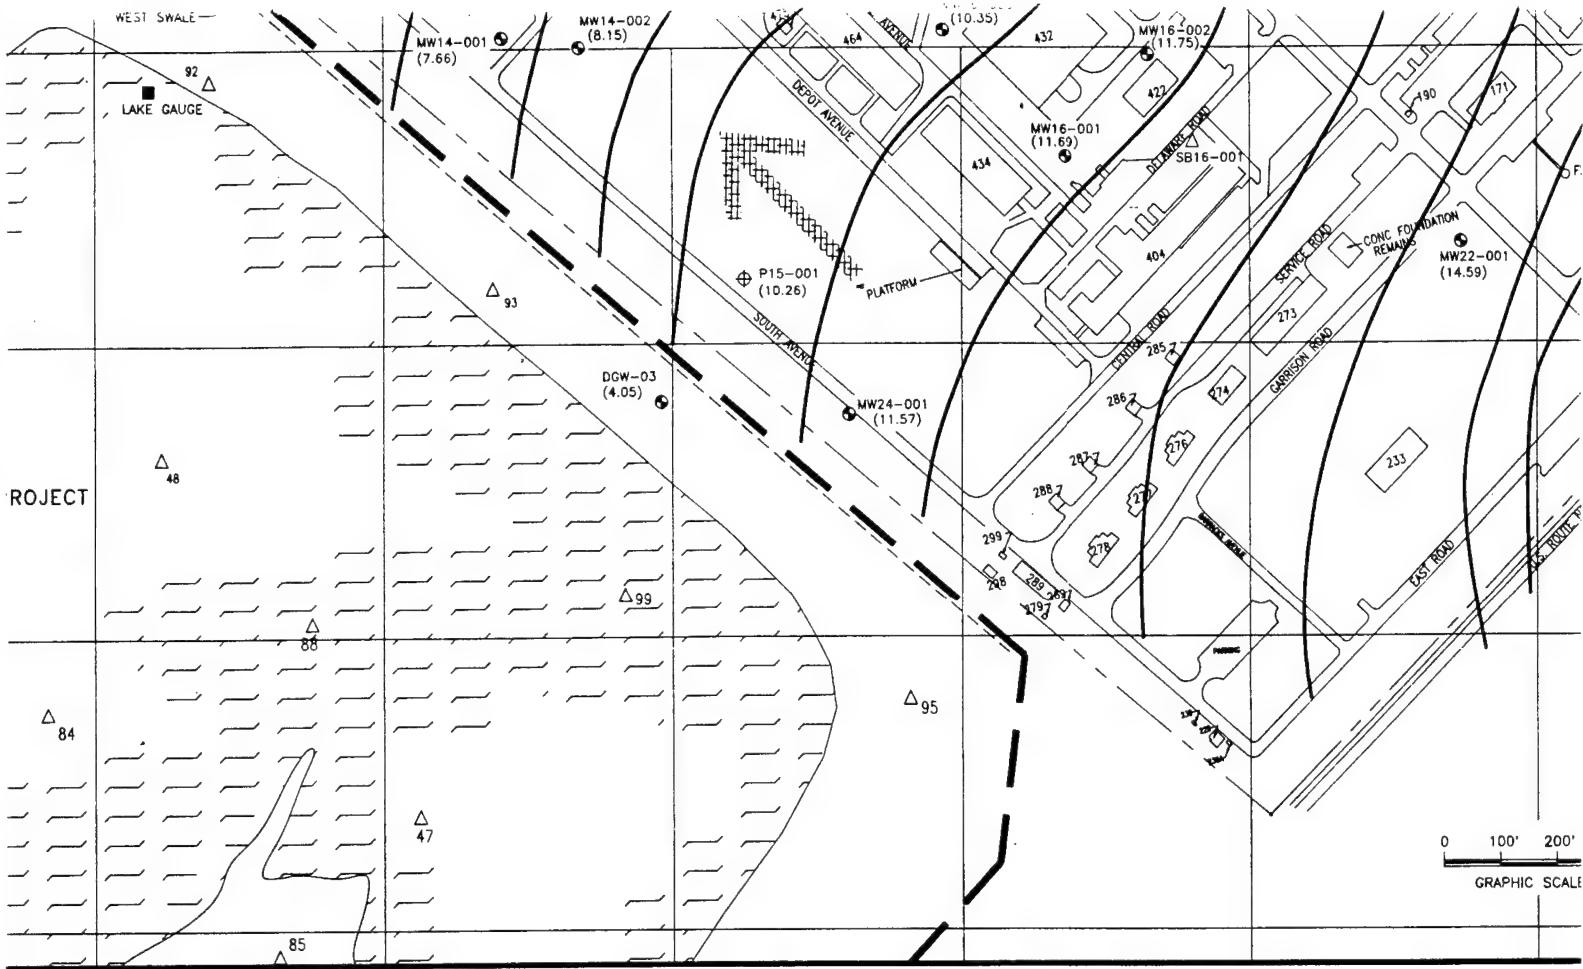 WEST SWALE
MW14-002
(8.15)
(10.35)
432
MW16-002
(11.75)
MW14-001
(7.66)
464
AVENUE
92
LAKE GAUGE
DEPOT AVENUE
422
190
171
MW16-001
(11.69)
DELAWARE ROAD
SB16-001
434
CONC FOUNDATION
REMAINS
MW22-001
(14.59)
404
SERVICE ROAD
P15-001
(10.26)
PLATFORM
93
SOUTH AVENUE
CENTRAL ROAD
273
285
GARRISON ROAD
DGW-03
(4.05)
MW24-001
(11.57)
286
274
276
287
233
48
ROJECT
288
277
299
278
EAST ROAD
U.S. ROUTE
298
289
279
99
88
PARKING
95
84
47
0 100' 200'
GRAPHIC SCALE
85